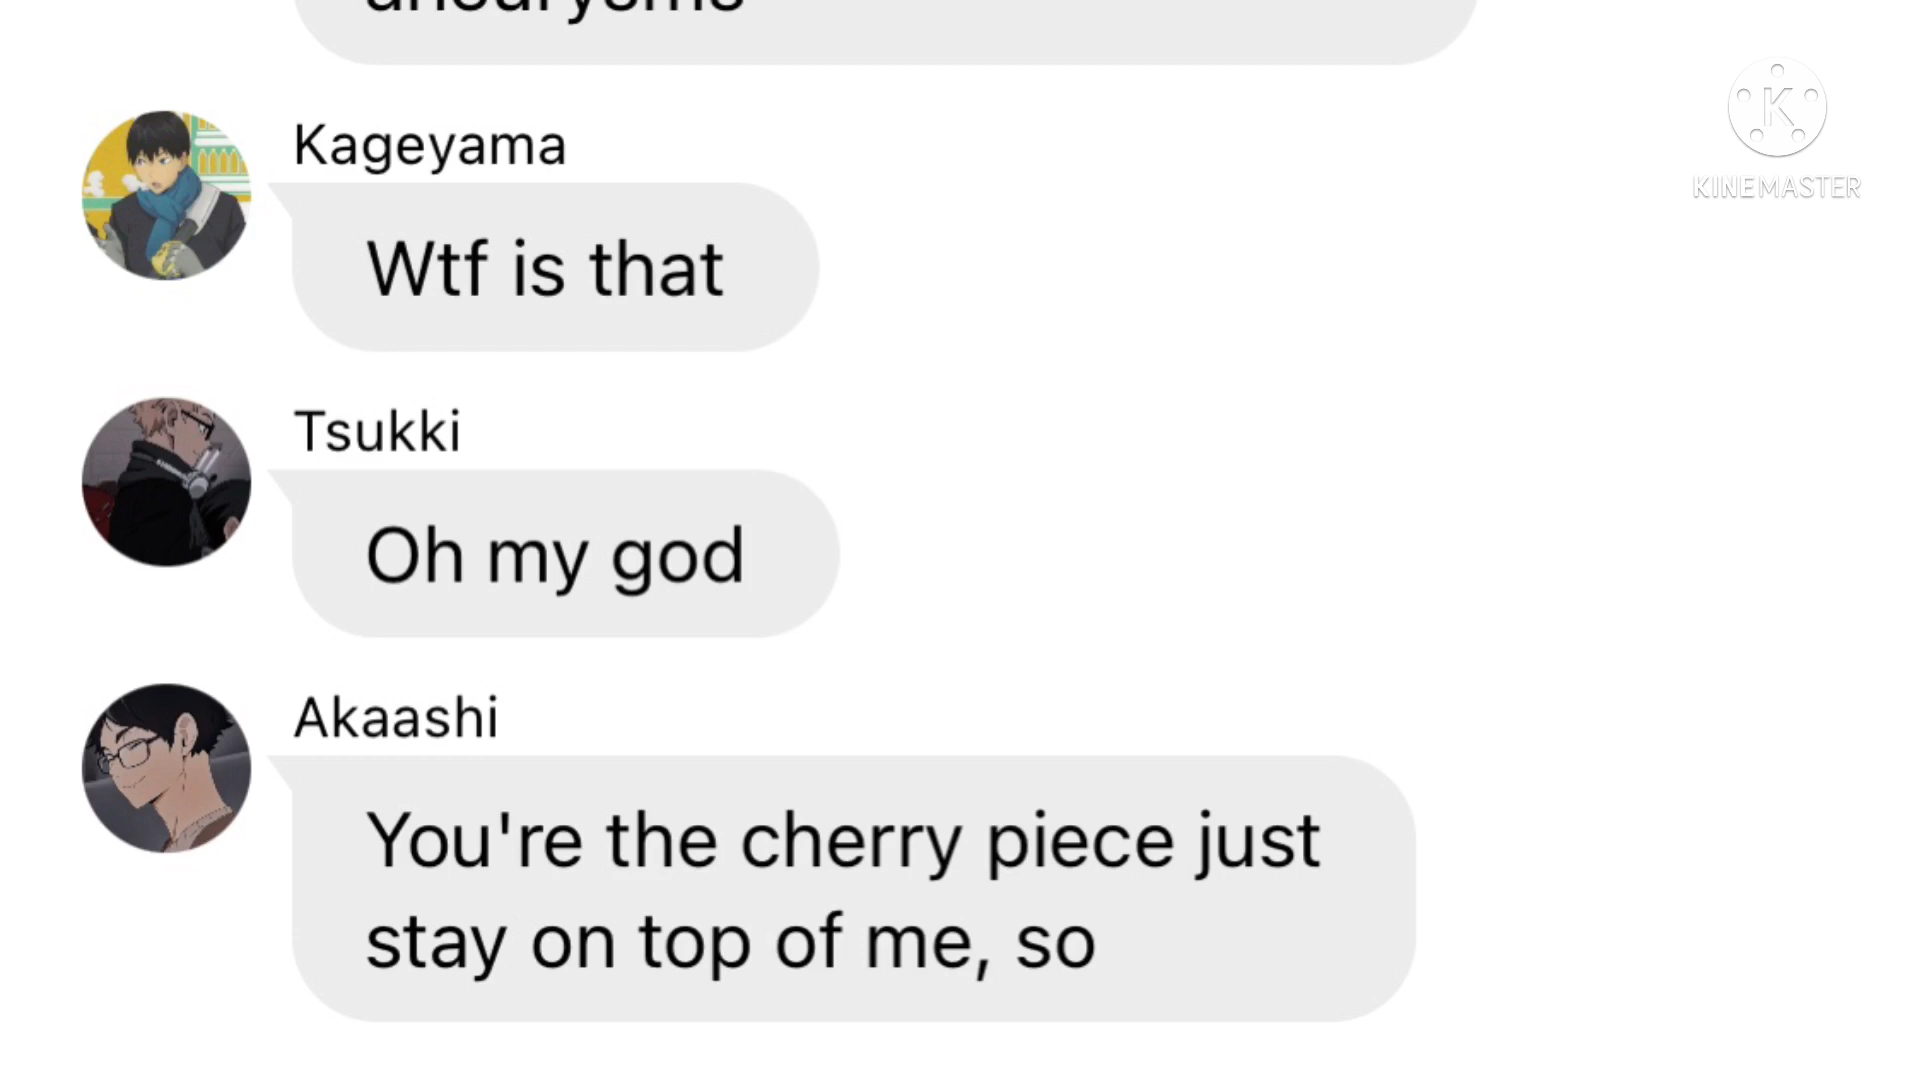 aneurysms
Kageyama
Wtf is that
Tsukki
Oh my god
Akaashi
You're the cherry piece just
stay on top of me, so
K
KINEMASTER